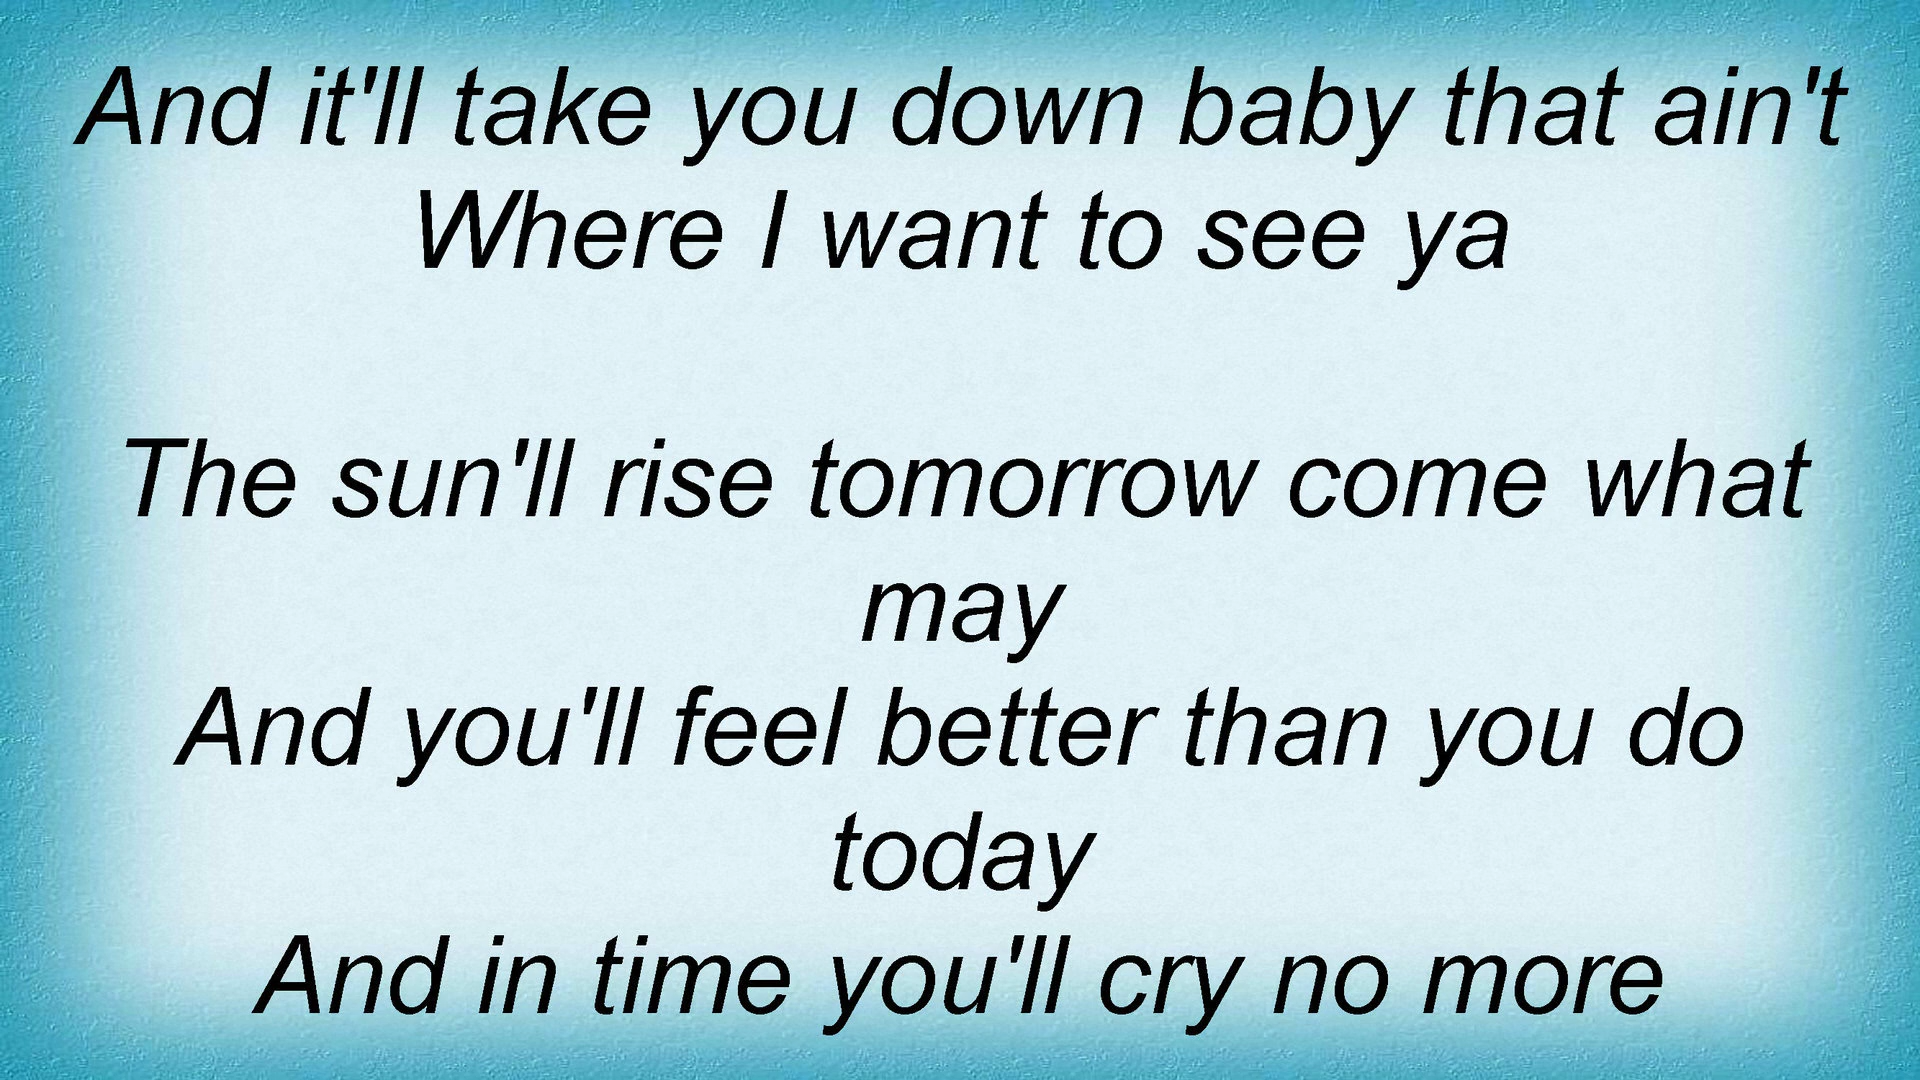 And it'll take you down baby that ain't
Where I want to see ya
The sun'll rise tomorrow come what
may
And you'll feel better than you do
today
And in time you'll cry no more